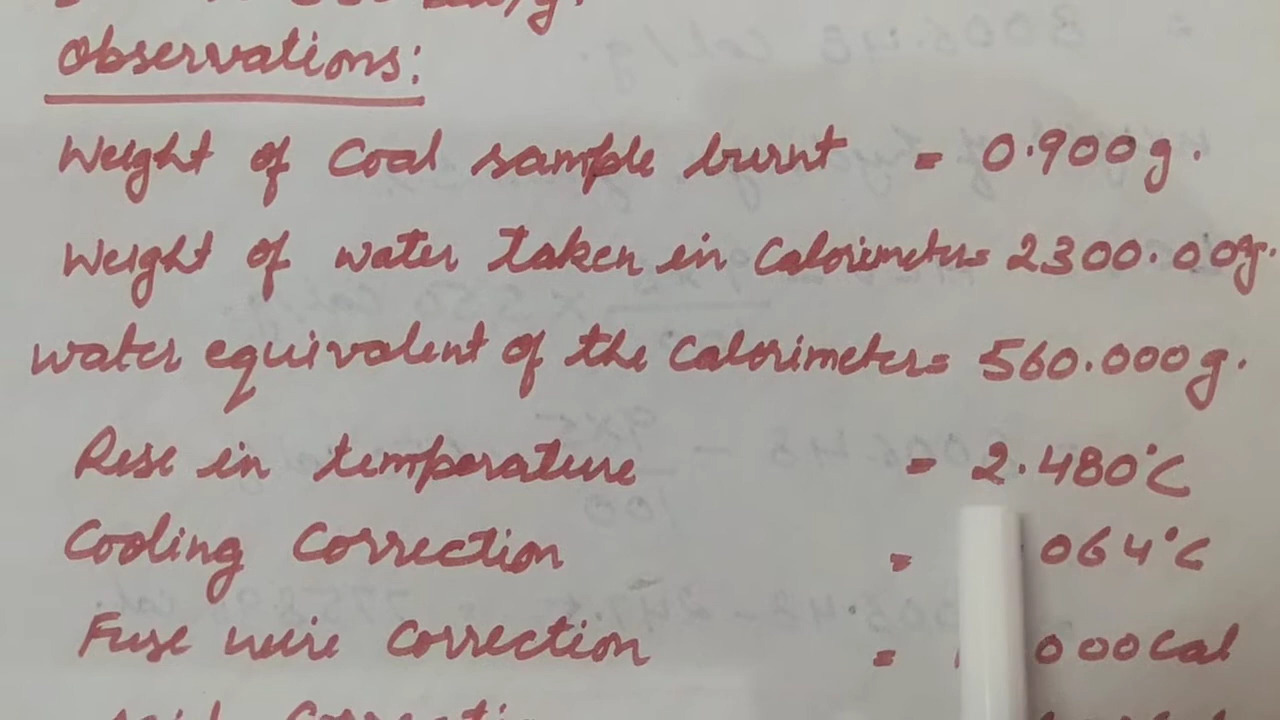 Observations:
Weight of Coal sample burnt = 0.900g.
Weight of water taken in Calorimeter= 2300.00g.
water equivalent of the Calorimeter= 560.000g.
Rise in temperature = 2.480°C
Cooling Correction = 064°C
Fuse wire Correction = 000Cal